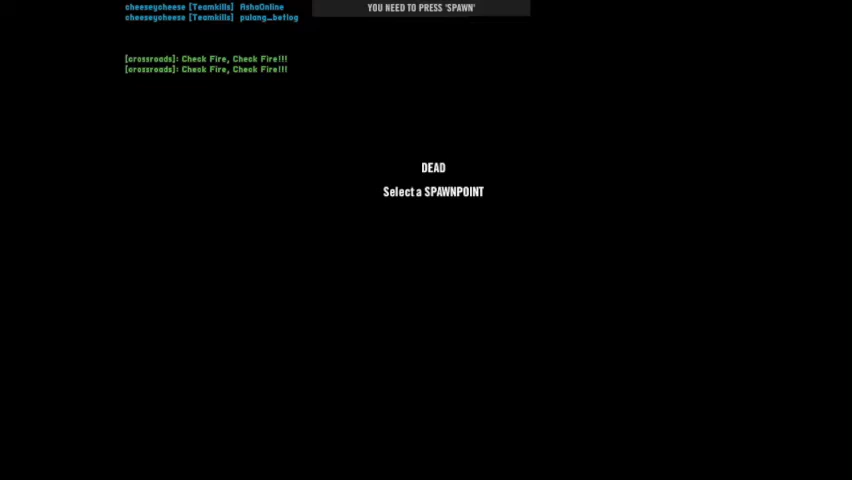 cheeseycheese [Teamkills] AshaOnline
cheeseycheese [Teamkills] pulang_betlog
YOU NEED TO PRESS 'SPAWN'
[crossroads]: Check Fire, Check Fire!!!
[crossroads]: Check Fire, Check Fire!!!
DEAD
Select a SPAWNPOINT